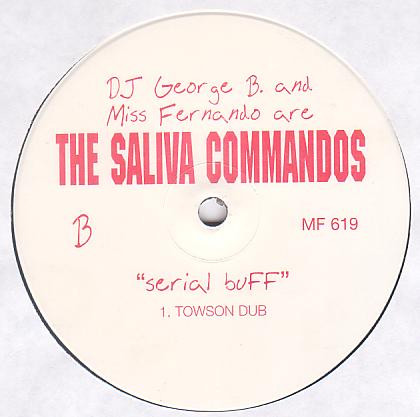 DJ George B. and
Miss Fernando are
THE SALIVA COMMANDOS
B
MF 619
"serial buFF"
1. TOWSON DUB